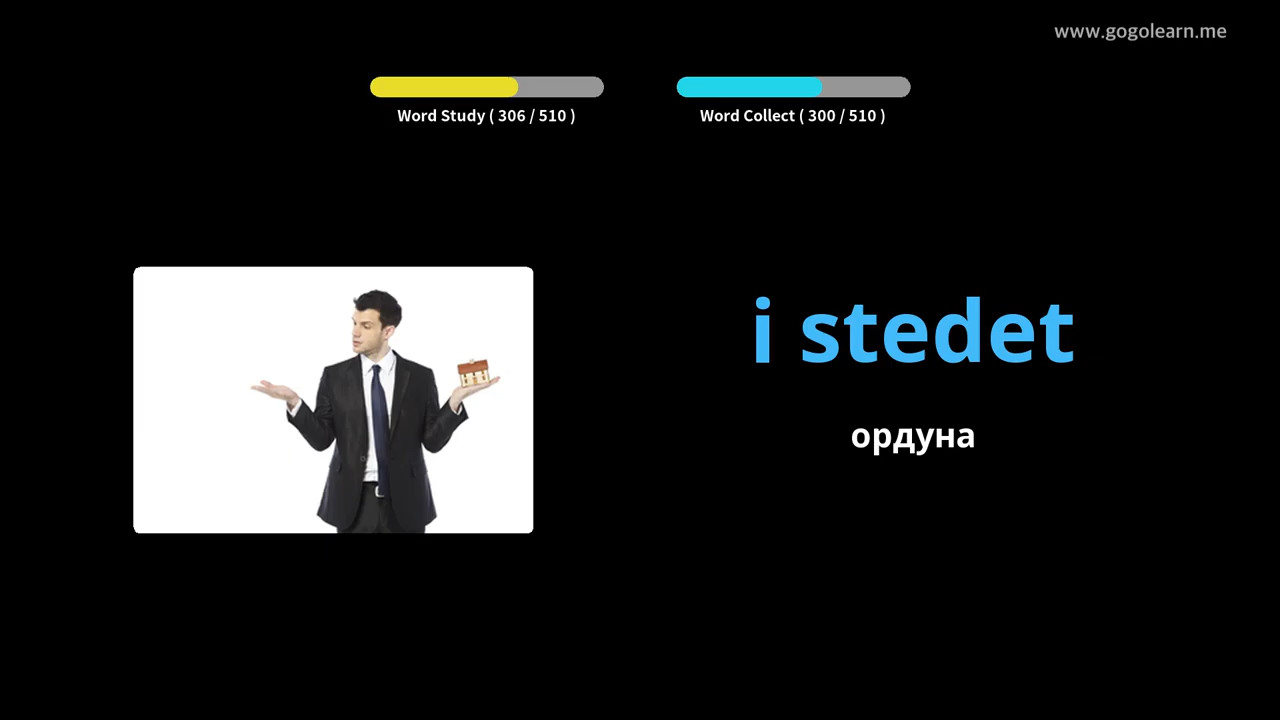 www.gogolearn.me
Word Study ( 306 / 510 )
Word Collect ( 300 / 510 )
i stedet
ордуна